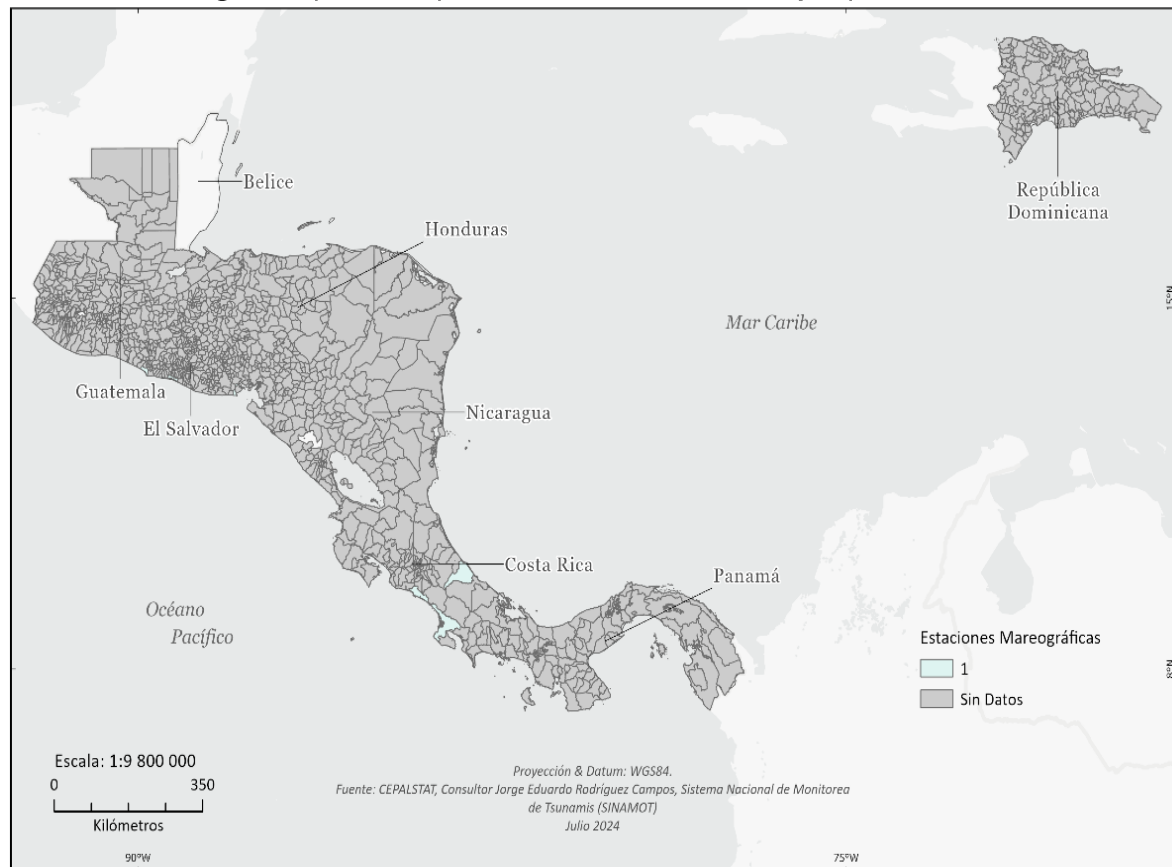 Belice
Honduras
República
Dominicana
15°N
Mar Caribe
Guatemala
El Salvador
Nicaragua
Costa Rica
Panamá
Océano
Pacífico
Estaciones Mareográficas
1
Sin Datos
8°N
Escala: 1:9 800 000
0 350
Kilómetros
Proyección & Datum: WGS84.
Fuente: CEPALSTAT, Consultor Jorge Eduardo Rodríguez Campos, Sistema Nacional de Monitorea
de Tsunamis (SINAMOT)
Julio 2024
90°W 75°W